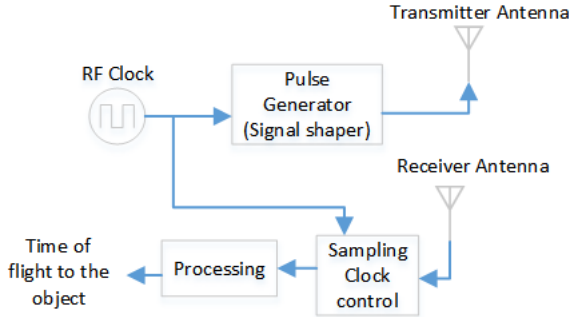 Transmitter Antenna
RF Clock
Pulse
Generator
(Signal shaper)
Receiver Antenna
Time of
flight to the
object
Processing
Sampling
Clock
control